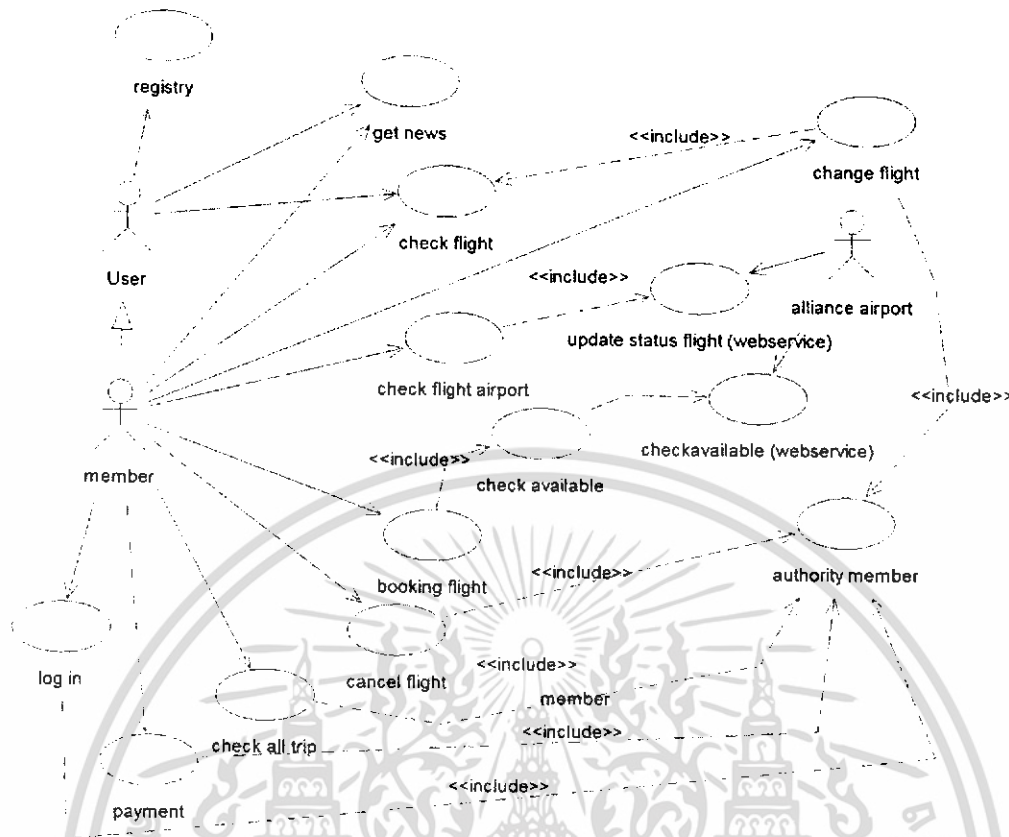 registry
get news
<<include>>
change flight
check flight
User
<<include>>
alliance airport
update status flight (webservice)
check flight airport
<<include>>
checkavailable (webservice)
<<include>>
member
check available
booking flight
<<include>>
authority member
log in
cancel flight
<<include>>
member
check all trip
<<include>>
payment
<<include>>